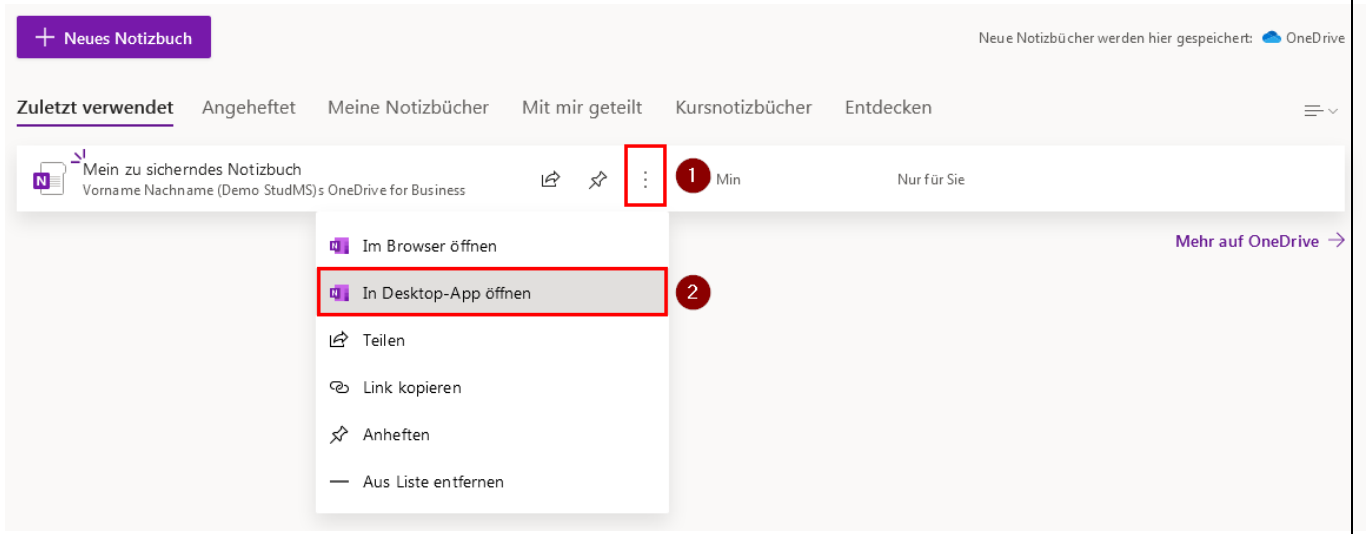 Neues Notizbuch
Neue Notizbücher werden hier gespeichert: OneDrive
Zuletzt verwendet Angeheftet Meine Notizbücher Mit mir geteilt Kursnotizbücher Entdecken
Mein zu sicherndes Notizbuch
Vorname Nachname (Demo StudMS)s OneDrive for Business
1 Min Nur für Sie
Mehr auf OneDrive
Im Browser öffnen
In Desktop-App öffnen 2
Teilen
Link kopieren
Anheften
Aus Liste entfernen